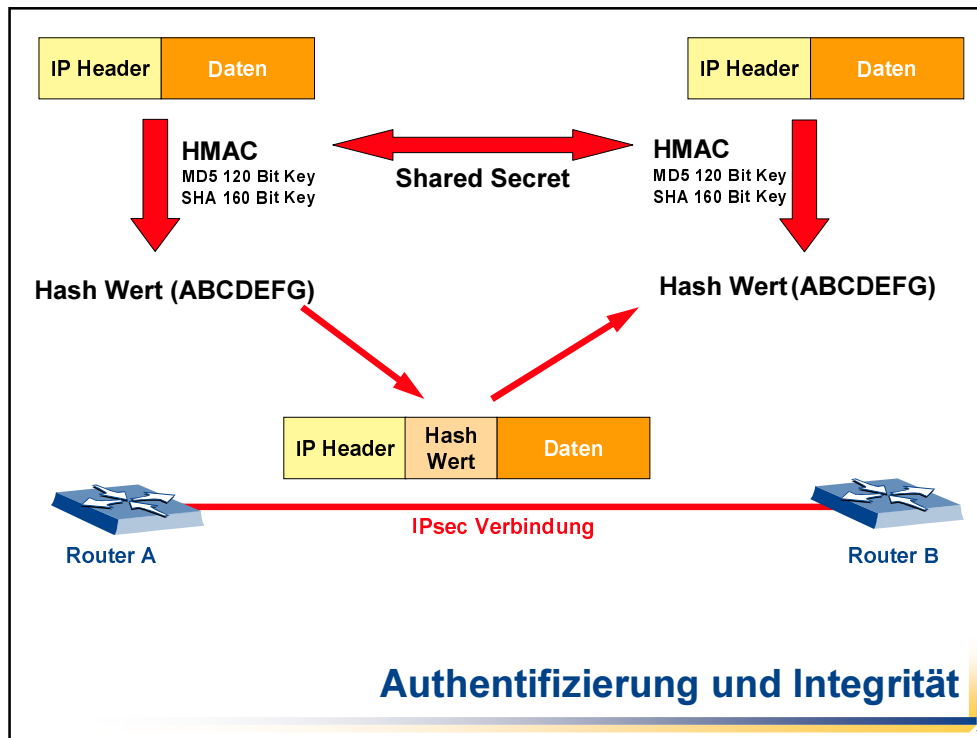 IP Header
Daten
IP Header
Daten
HMAC
MD5 120 Bit Key
SHA 160 Bit Key
Shared Secret
HMAC
MD5 120 Bit Key
SHA 160 Bit Key
Hash Wert (ABCDEFG)
Hash Wert (ABCDEFG)
IP Header
Hash
Wert
Daten
IPsec Verbindung
Router A
Router B
Authentifizierung und Integrität